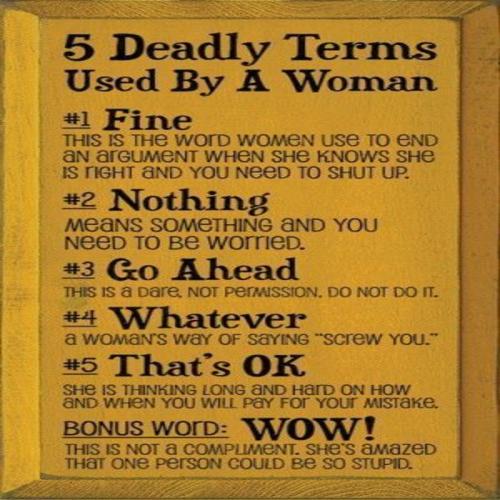 5 Deadly Terms
Used By A Woman
#1 Fine
THIS IS THE WORD WOMEN USE TO END
AN ARGUMENT WHEN SHE KNOWS SHE
IS RIGHT AND YOU NEED TO SHUT UP.
#2 Nothing
MEANS SOMETHING AND YOU
NEED TO BE WORRIED.
#3 Go Ahead
THIS IS A DARE, NOT PERMISSION, DO NOT DO IT.
#4 Whatever
A WOMAN'S WAY OF SAYING "SCREW YOU."
#5 That's OK
SHE IS THINKING LONG AND HARD ON HOW
AND WHEN YOU WILL PAY FOR YOUR MISTAKE.
BONUS WORD: WOW!
THIS IS NOT A COMPLIMENT. SHE'S AMAZED
THAT ONE PERSON COULD BE SO STUPID.